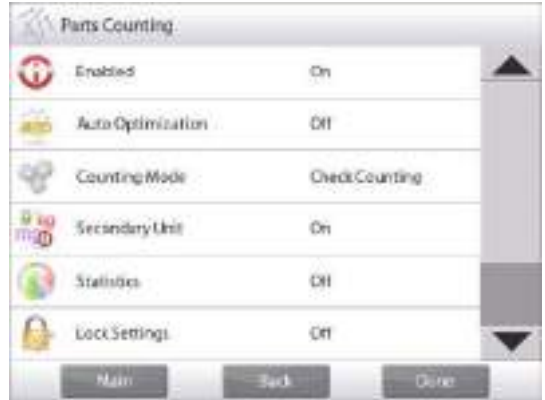 Parts Counting
Enabled On
Auto Optimization Off
Counting Mode Check Counting
Secondary Unit On
Statistics Off
Lock Settings Off
Main Back Done